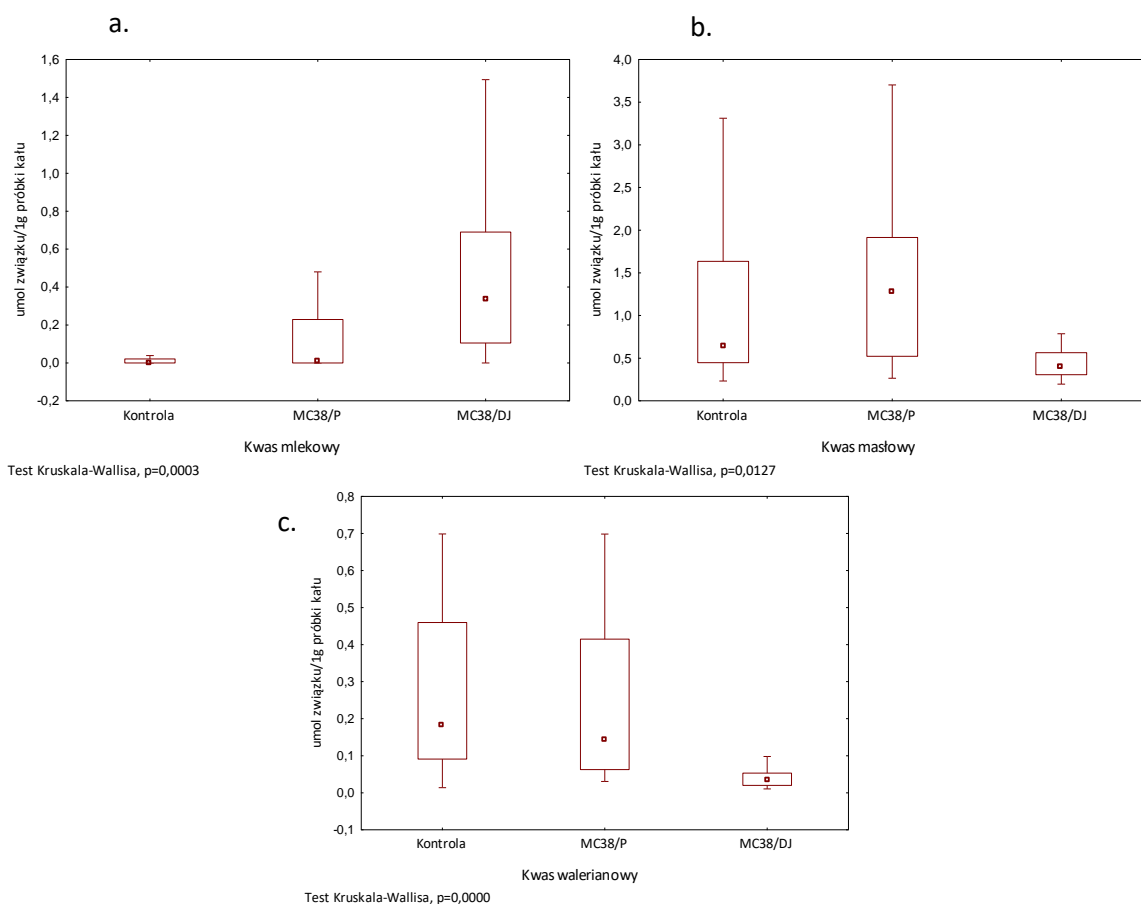 a.
1,6
1,4
1,2
1,0
0,8
0,6
0,4
0,2
0,0
-0,2
umol związku/1g próbki kału
Kontrola MC38/P MC38/DJ
Kwas mlekowy
Test Kruskala-Wallisa, p=0,0003
b.
4,0
3,5
3,0
2,5
2,0
1,5
1,0
0,5
0,0
umol związku/1g próbki kału
Kontrola MC38/P MC38/DJ
Kwas masłowy
Test Kruskala-Wallisa, p=0,0127
c.
0,8
0,7
0,6
0,5
0,4
0,3
0,2
0,1
0,0
-0,1
umol związku/1g próbki kału
Kontrola MC38/P MC38/DJ
Kwas walerianowy
Test Kruskala-Wallisa, p=0,0000